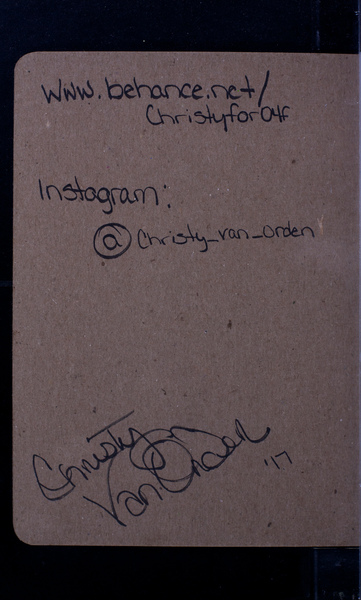 www.behance.net/
Christyfor04f
Instagram:
@ Christy_van_orden
Christy
Van Orden '17